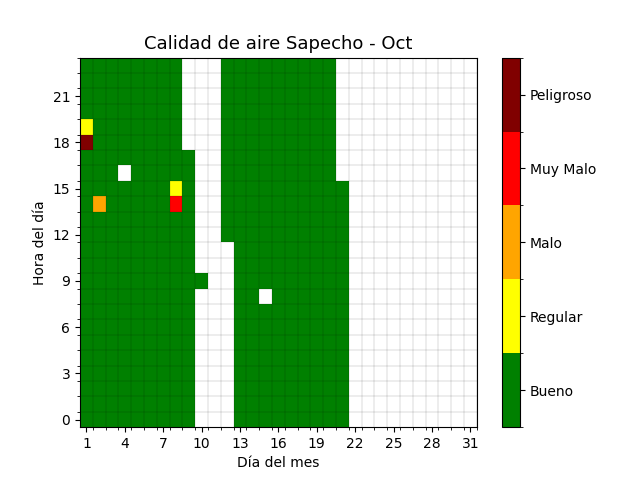 Calidad de aire Sapecho - Oct
Hora del día
21
18
15
12
9
6
3
0
1 4 7 10 13 16 19 22 25 28 31
Día del mes
Peligroso
Muy Malo
Malo
Regular
Bueno